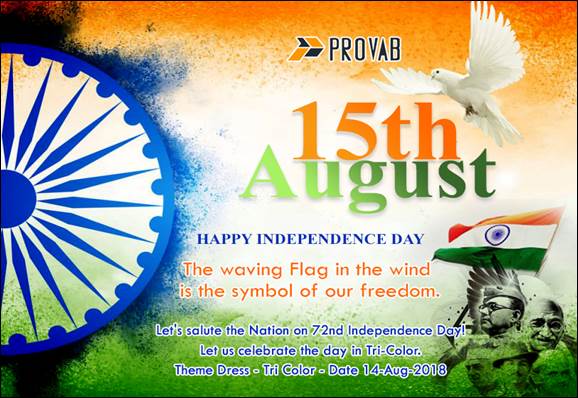 PROVAB
15th
August
HAPPY INDEPENDENCE DAY
The waving Flag in the wind
is the symbol of our freedom.
Let's salute the Nation on 72nd Independence Day!
Let us celebrate the day in Tri-Color.
Theme Dress - Tri Color - Date 14-Aug-2018